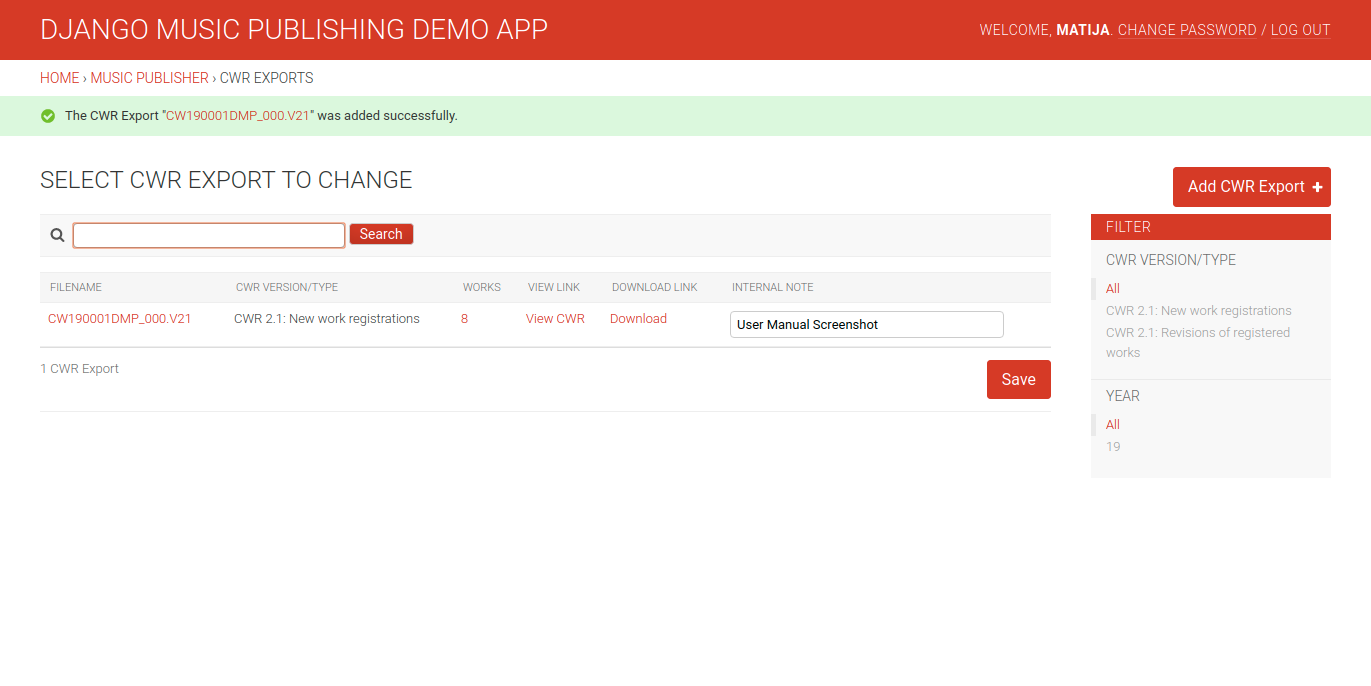 DJANGO MUSIC PUBLISHING DEMO APP
WELCOME, MATIJA. CHANGE PASSWORD / LOG OUT
HOME › MUSIC PUBLISHER › CWR EXPORTS
The CWR Export "CW190001DMP_000.V21" was added successfully.
SELECT CWR EXPORT TO CHANGE
Add CWR Export +
Search
FILENAME CWR VERSION/TYPE WORKS VIEW LINK DOWNLOAD LINK INTERNAL NOTE
CW190001DMP_000.V21 CWR 2.1: New work registrations 8 View CWR Download User Manual Screenshot
1 CWR Export
Save
FILTER
CWR VERSION/TYPE
All
CWR 2.1: New work registrations
CWR 2.1: Revisions of registered
works
YEAR
All
19